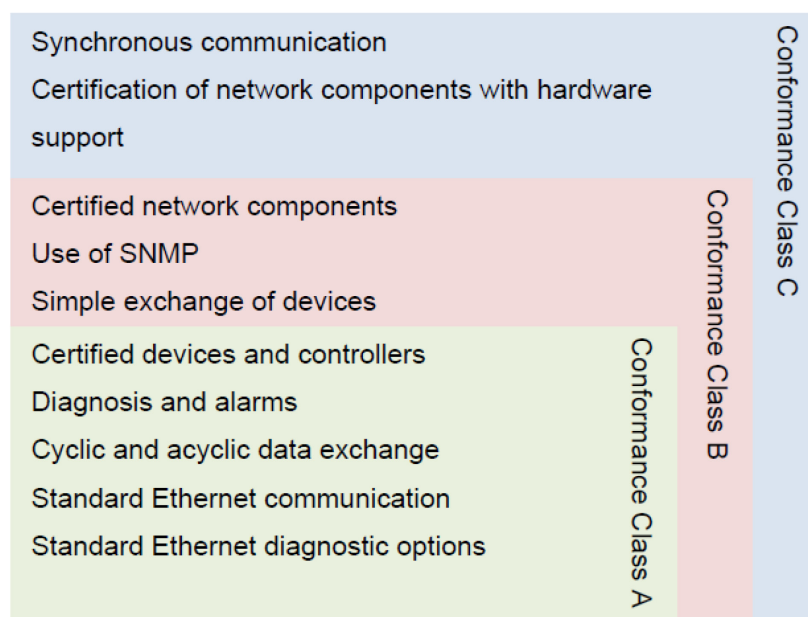 Synchronous communication
Certification of network components with hardware
support
Conformance Class C
Certified network components
Use of SNMP
Simple exchange of devices
Conformance Class B
Certified devices and controllers
Diagnosis and alarms
Cyclic and acyclic data exchange
Standard Ethernet communication
Standard Ethernet diagnostic options
Conformance Class A